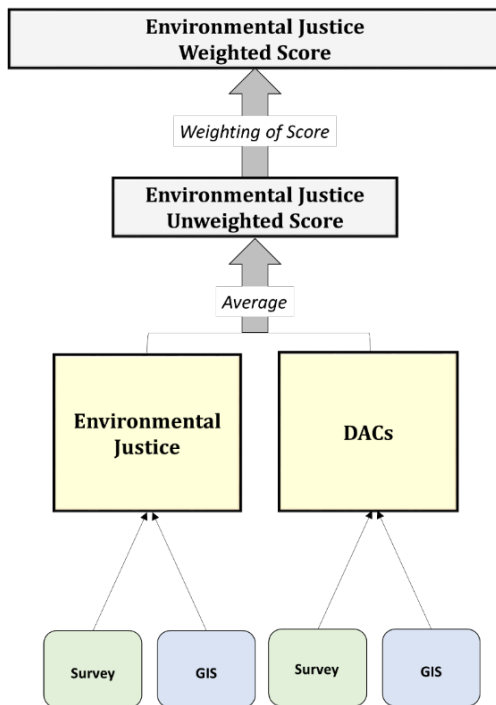 Environmental Justice
Weighted Score
Weighting of Score
Environmental Justice
Unweighted Score
Average
Environmental
Justice
DACs
Survey
GIS
Survey
GIS